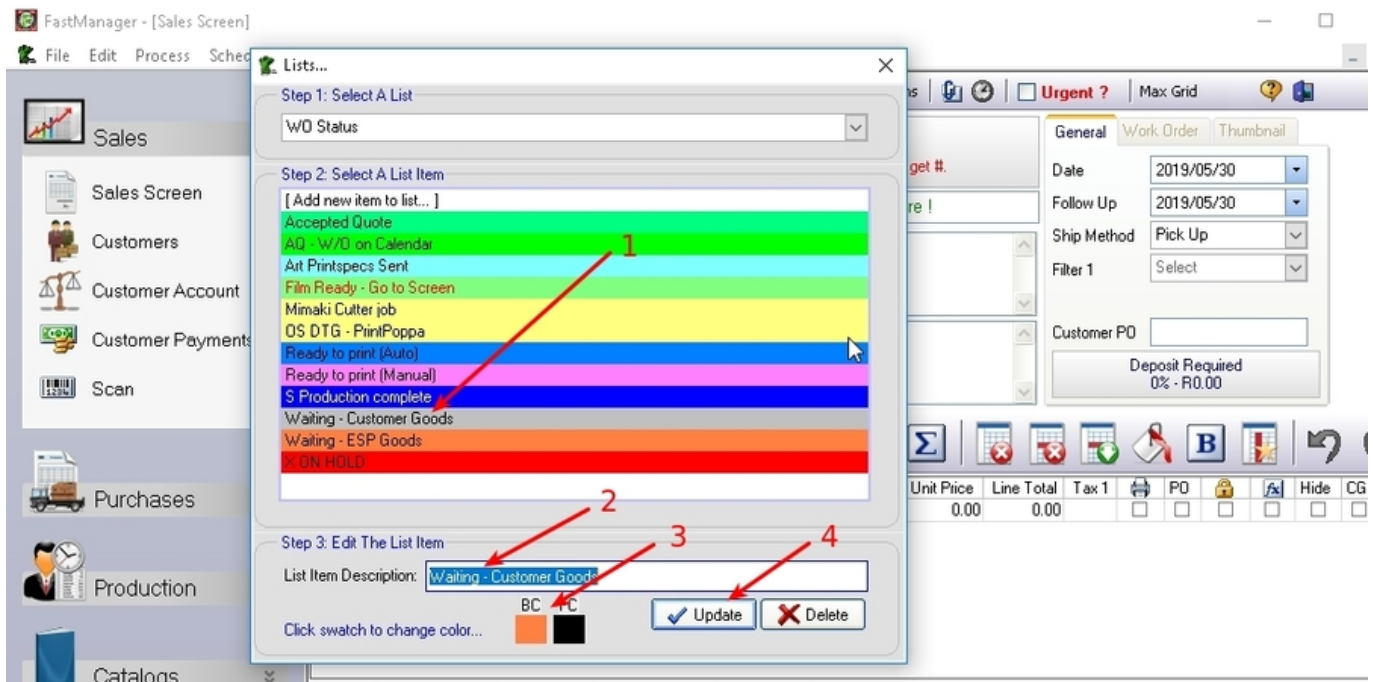 FastManager - [Sales Screen]
File Edit Process Sched
Lists...
Step 1: Select A List
WO Status
Step 2: Select A List Item
[ Add new item to list... ]
Accepted Quote
AQ - W/O on Calendar
Art Printspecs Sent
Film Ready - Go to Screen
Mimaki Cutter job
OS DTG - PrintPoppa
Ready to print (Auto)
Ready to print (Manual)
S Production complete
Waiting - Customer Goods
Waiting - ESP Goods
X ON HOLD
1
2
3
4
Step 3: Edit The List Item
List Item Description: Waiting - Customer Goods
BC FC
Click swatch to change color...
Update
Delete
Sales
Sales Screen
Customers
Customer Account
Customer Payments
Scan
Purchases
Production
Catalogs
ns
Urgent ?
Max Grid
get #.
re !
General
Work Order
Thumbnail
Date 2019/05/30
Follow Up 2019/05/30
Ship Method Pick Up
Filter 1 Select
Customer PO
Deposit Required
0% - R0.00
Σ
B
Unit Price Line Total Tax 1 PO fx Hide CG
0.00 0.00